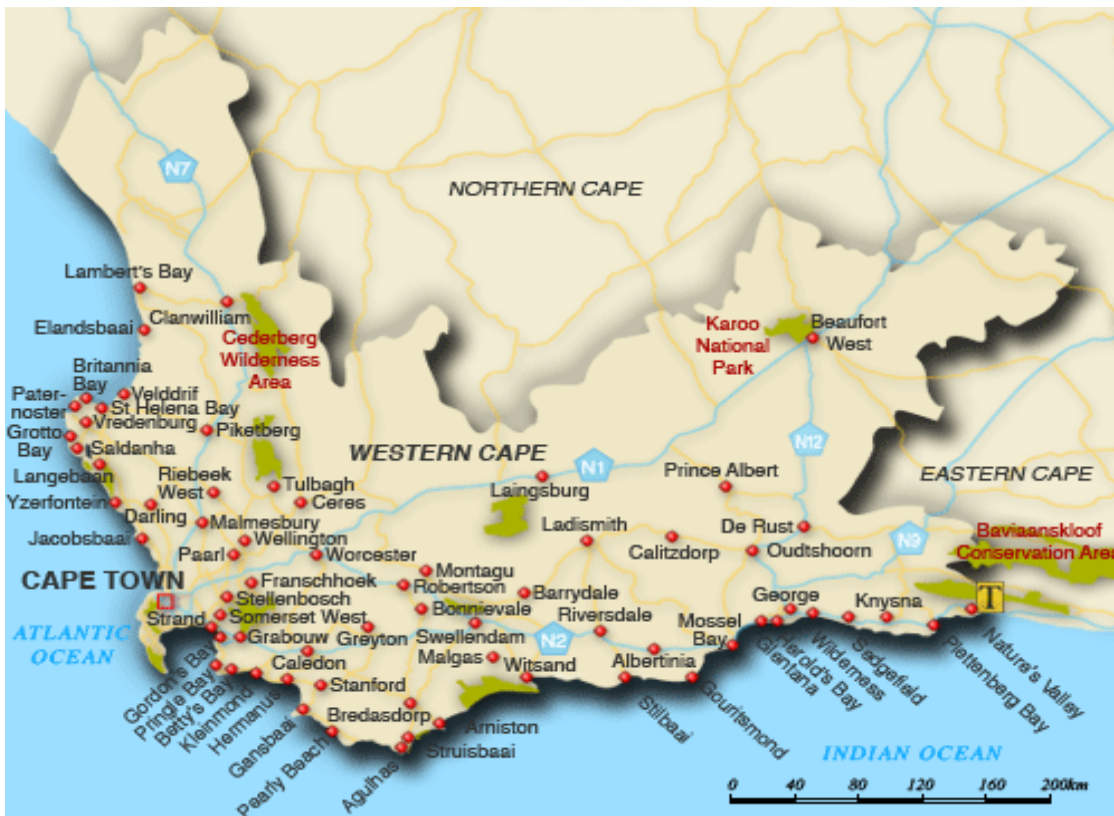 N7
NORTHERN CAPE
Lambert's Bay
Clanwilliam
Elandsbaai
Cederberg
Wilderness
Area
Karoo
National
Park
Beaufort
West
Britannia
Bay
Velddrif
Pater-
noster
St Helena Bay
Vredenburg
Piketberg
Grotto
Bay
Saldanha
WESTERN CAPE
N1
N12
EASTERN CAPE
Langebaan
Riebeek
West
Tulbagh
Laingsburg
Prince Albert
Yzerfontein
Darling
Ceres
Malmesbury
Ladismith
De Rust
Jacobsbaai
Wellington
Calitzdorp
Oudtshoorn
N9
Baviaanskloof
Conservation Area
Paarl
Worcester
CAPE TOWN
Franschhoek
Montagu
Robertson
Barrydale
George
Knysna
T
Stellenbosch
Bonnievale
Riversdale
Strand
Somerset West
Mossel
Bay
ATLANTIC
OCEAN
Grabouw
Greyton
Swellendam
N2
Caledon
Malgas
Witsand
Albertinia
Stanford
Bredasdorp
Arniston
Struisbaai
Gordon's Bay
Pringle Bay
Betty's Bay
Kleinmond
Hermanus
Gansbaai
Pearly Beach
Agulhas
Stilbaai
Gouritsmond
Glentana
Herold's Bay
Wilderness
Sedgefield
Plettenberg Bay
Nature's Valley
INDIAN OCEAN
0 40 80 120 160 200km